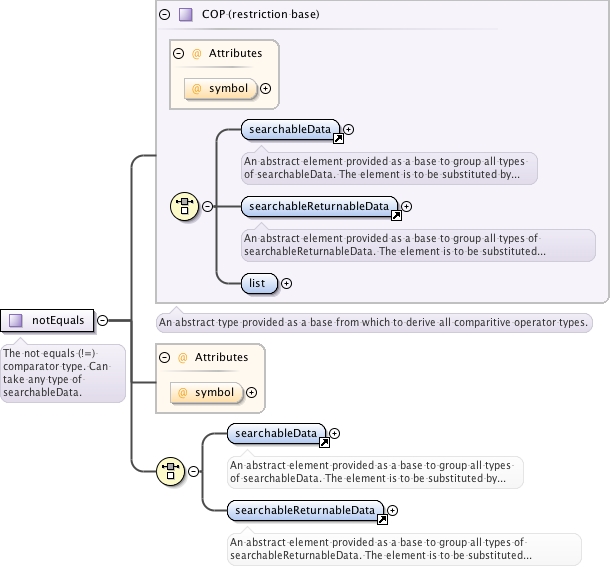 COP (restriction base)
@ Attributes
@ symbol
searchableData
An abstract element provided as a base to group all types
of searchableData. The element is to be substituted by...
searchableReturnableData
An abstract element provided as a base to group all types of
searchableReturnableData. The element is to be substituted...
list
An abstract type provided as a base from which to derive all comparitive operator types.
notEquals
The not equals (!=)
comparator type. Can
take any type of
searchableData.
@ Attributes
@ symbol
searchableData
An abstract element provided as a base to group all types
of searchableData. The element is to be substituted by...
searchableReturnableData
An abstract element provided as a base to group all types of
searchableReturnableData. The element is to be substituted...